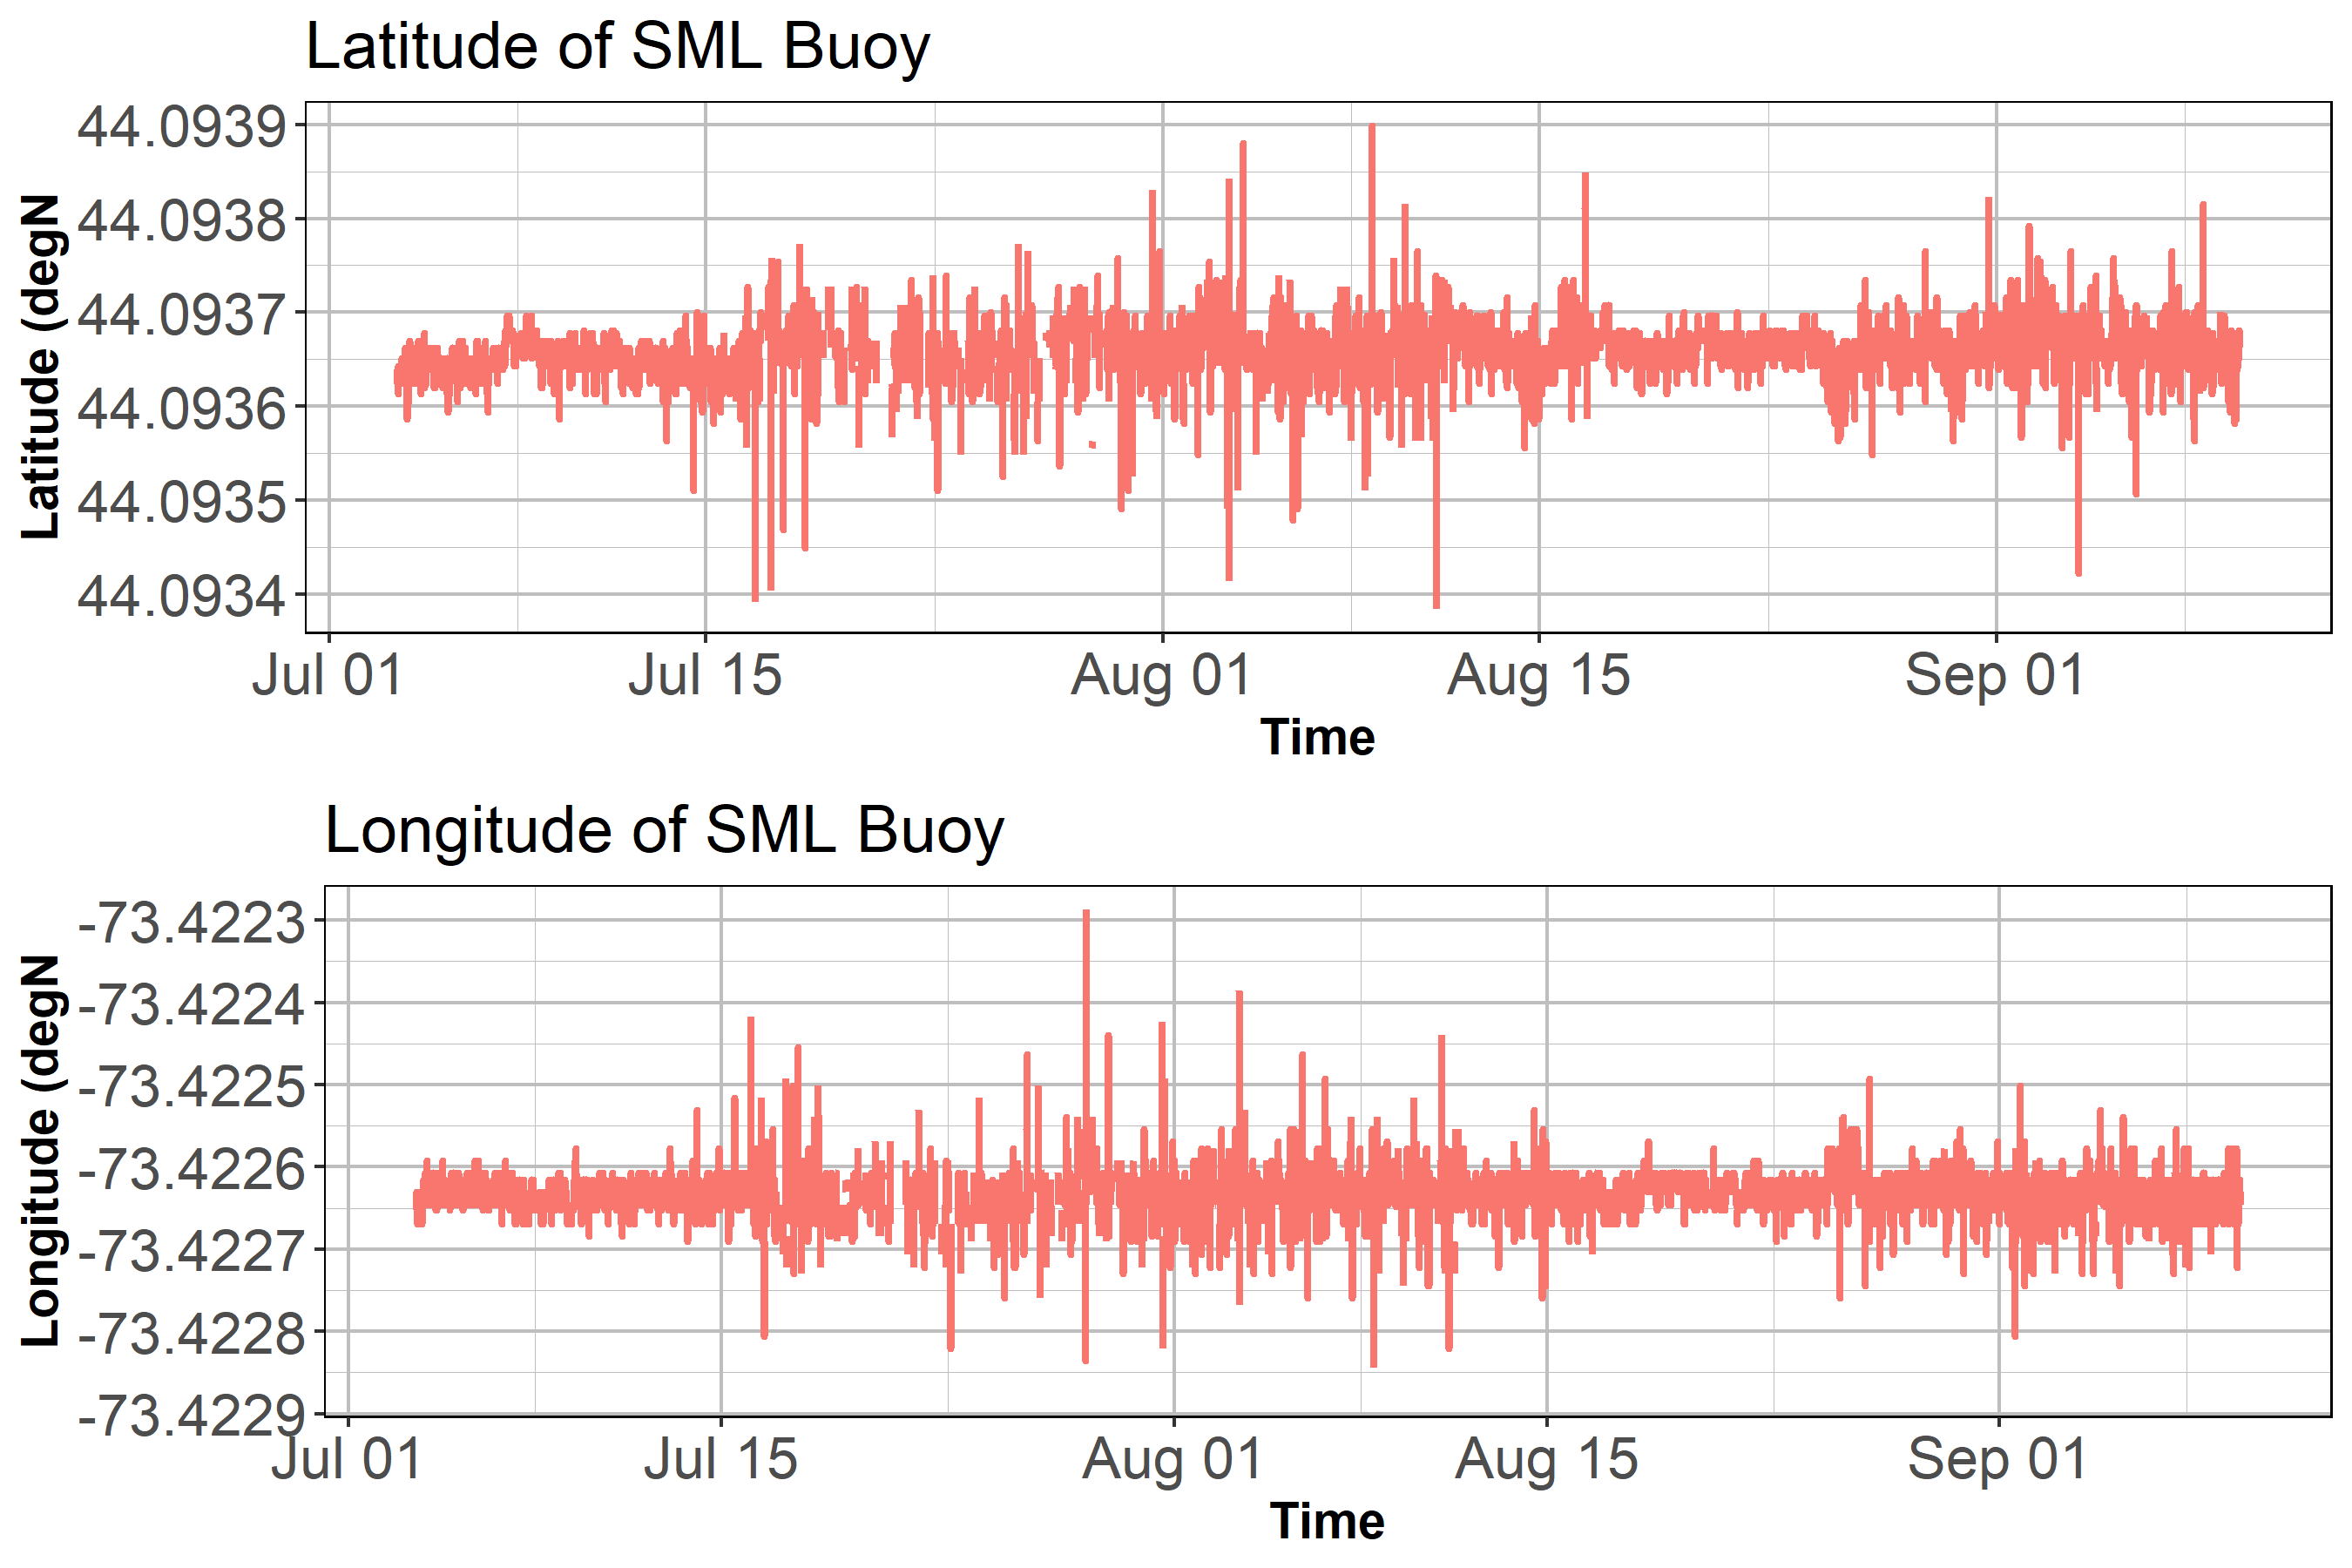 Latitude of SML Buoy
44.0939
44.0938
44.0937
44.0936
44.0935
44.0934
Latitude (degN
Jul 01 Jul 15 Aug 01 Aug 15 Sep 01
Time
Longitude of SML Buoy
-73.4223
-73.4224
-73.4225
-73.4226
-73.4227
-73.4228
-73.4229
Longitude (degN
Jul 01 Jul 15 Aug 01 Aug 15 Sep 01
Time